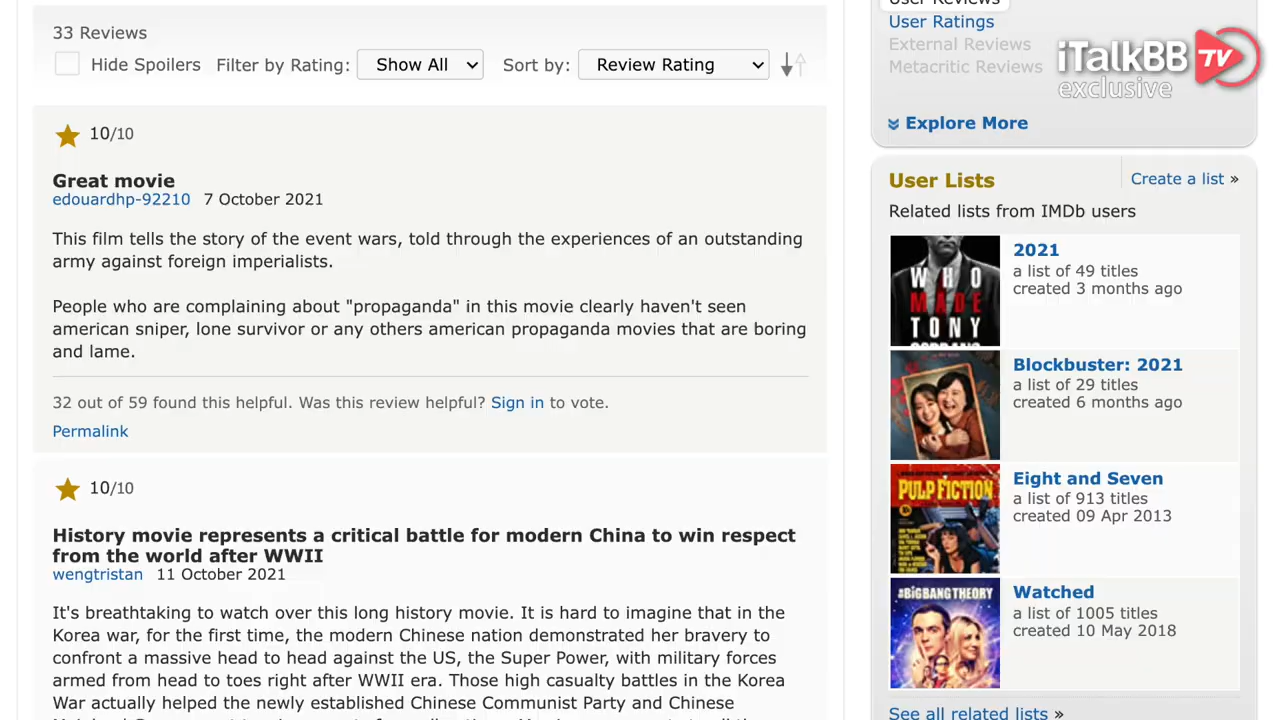 33 Reviews
Hide Spoilers Filter by Rating: Show All Sort by: Review Rating
10/10
Great movie
edouardhp-92210 7 October 2021
This film tells the story of the event wars, told through the experiences of an outstanding
army against foreign imperialists.
People who are complaining about "propaganda" in this movie clearly haven't seen
american sniper, lone survivor or any others american propaganda movies that are boring
and lame.
32 out of 59 found this helpful. Was this review helpful? Sign in to vote.
Permalink
10/10
History movie represents a critical battle for modern China to win respect
from the world after WWII
wengtristan 11 October 2021
It's breathtaking to watch over this long history movie. It is hard to imagine that in the
Korea war, for the first time, the modern Chinese nation demonstrated her bravery to
confront a massive head to head against the US, the Super Power, with military forces
armed from head to toes right after WWII era. Those high casualty battles in the Korea
War actually helped the newly established Chinese Communist Party and Chinese
User Reviews
User Ratings
External Reviews
Metacritic Reviews
Explore More
iTalkBB TV
exclusive
User Lists Create a list »
Related lists from IMDb users
WHO
MADE
TONY
2021
a list of 49 titles
created 3 months ago
Blockbuster: 2021
a list of 29 titles
created 6 months ago
PULP FICTION
Eight and Seven
a list of 913 titles
created 09 Apr 2013
THE BIG BANG THEORY
Watched
a list of 1005 titles
created 10 May 2018
See all related lists »